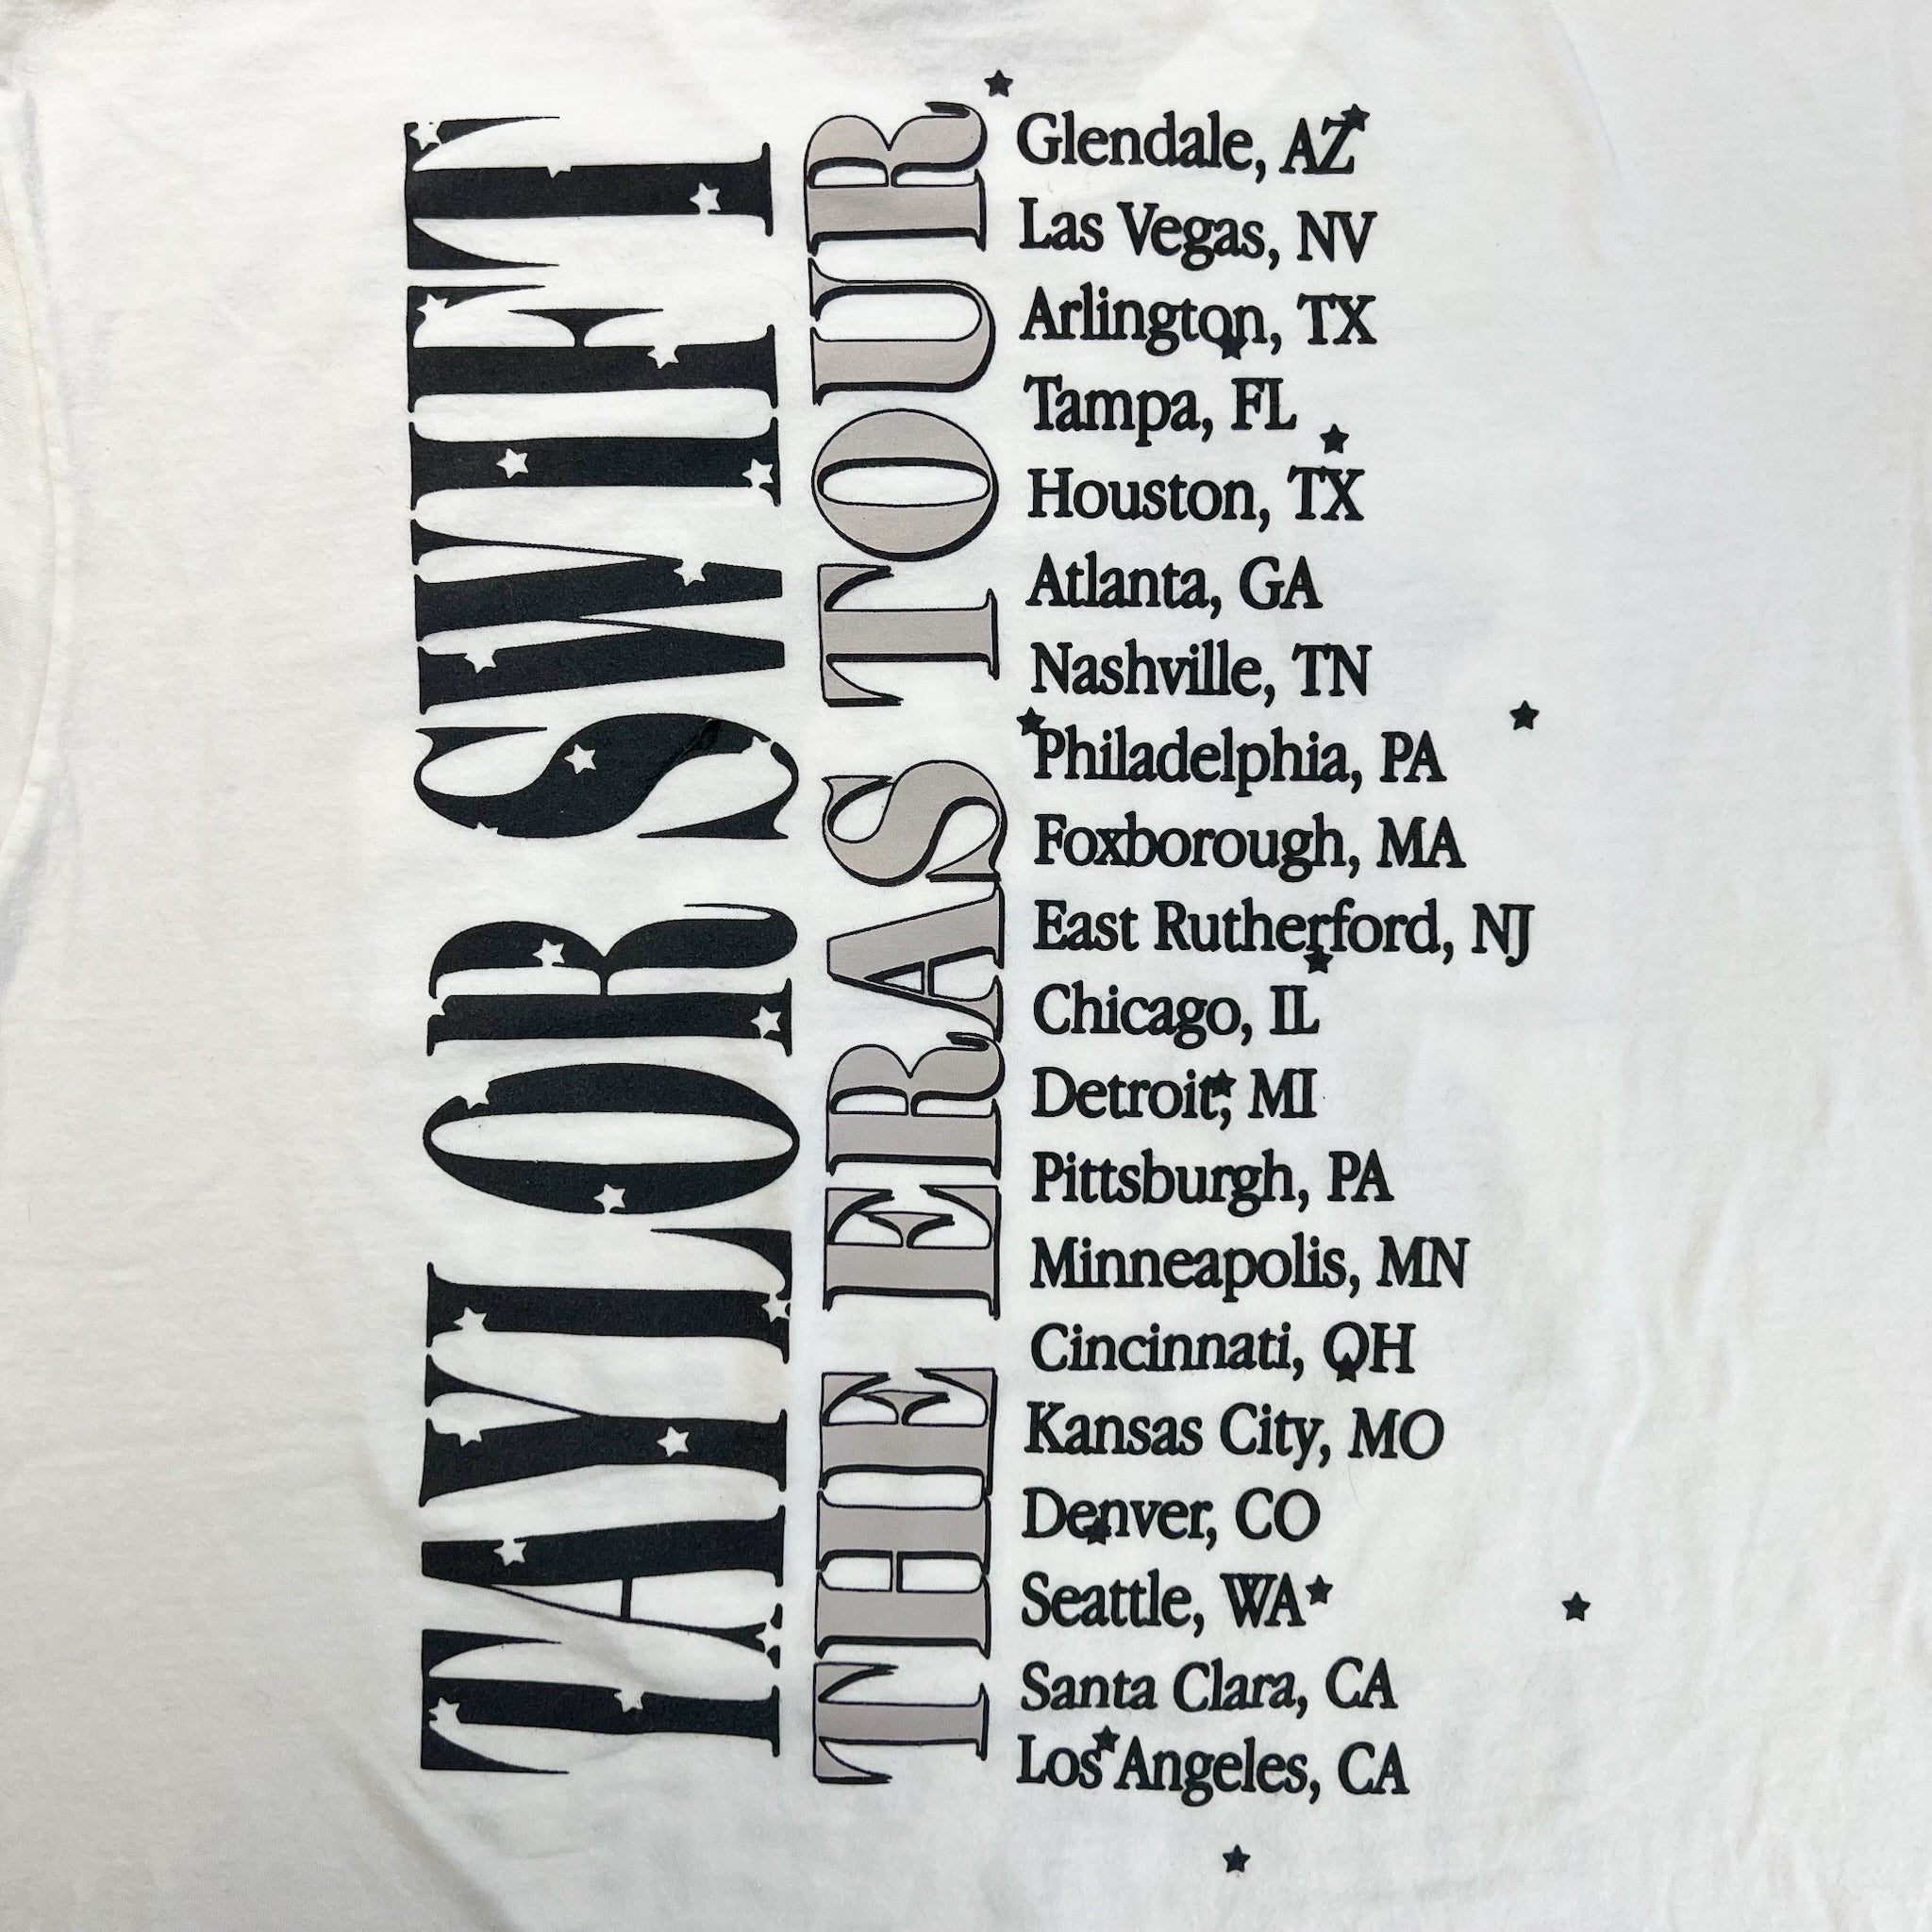 TAYLOR SWIFT
THE ERAS TOUR
Glendale, AZ
Las Vegas, NV
Arlington, TX
Tampa, FL
Houston, TX
Atlanta, GA
Nashville, TN
Philadelphia, PA
Foxborough, MA
East Rutherford, NJ
Chicago, IL
Detroit, MI
Pittsburgh, PA
Minneapolis, MN
Cincinnati, OH
Kansas City, MO
Denver, CO
Seattle, WA
Santa Clara, CA
Los Angeles, CA